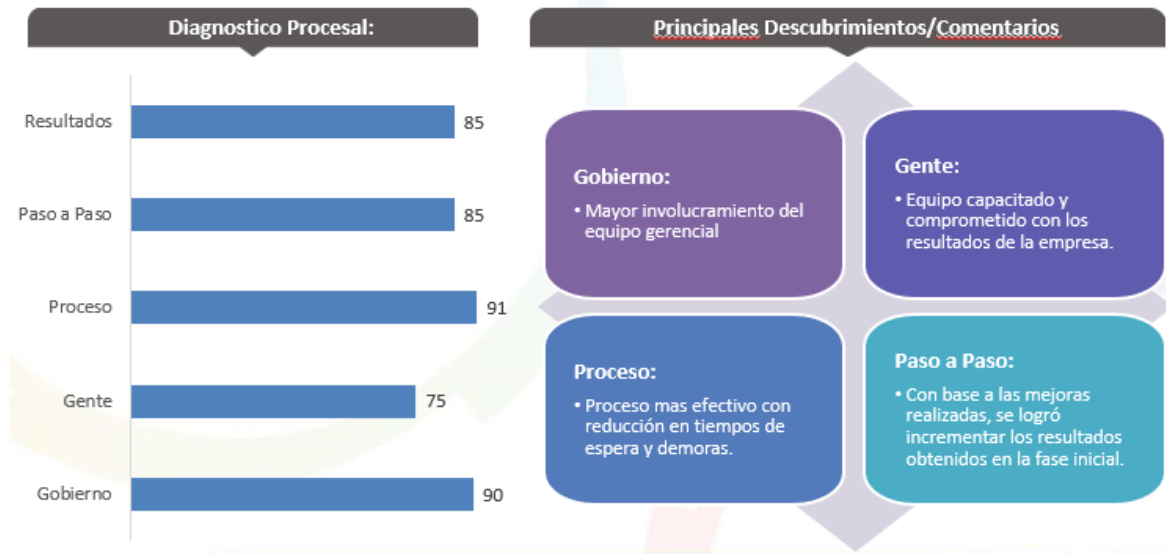 Diagnostico Procesal:
Resultados
85
Paso a Paso
85
Proceso
91
Gente
75
Gobierno
90
Principales Descubrimientos/Comentarios
Gobierno:
• Mayor involucramiento del
equipo gerencial
Gente:
• Equipo capacitado y
comprometido con los
resultados de la empresa.
Proceso:
• Proceso mas efectivo con
reducción en tiempos de
espera y demoras.
Paso a Paso:
• Con base a las mejoras
realizadas, se logró
incrementar los resultados
obtenidos en la fase inicial.